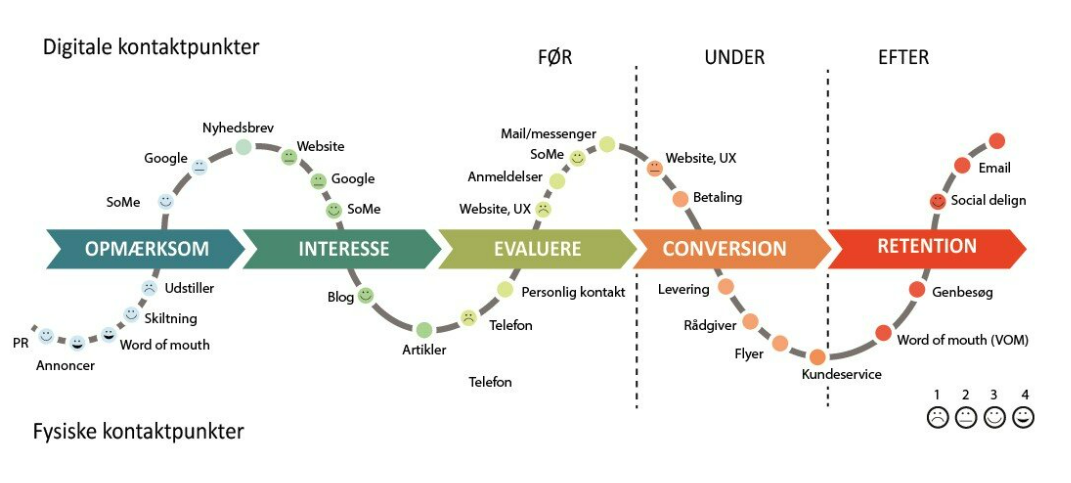 Digitale kontaktpunkter
FØR
UNDER
EFTER
Nyhedsbrev
Mail/messenger
Website
SoMe
Website, UX
Google
Email
Google
Anmeldelser
Betaling
SoMe
SoMe
Website, UX
Social delign
OPMÆRKSOM
INTERESSE
EVALUERE
CONVERSION
RETENTION
Udstiller
Blog
Personlig kontakt
Levering
Genbesøg
Skiltning
Telefon
Rådgiver
PR
Word of mouth
Artikler
Flyer
Word of mouth (VOM)
Annoncer
Kundeservice
Telefon
1 2 3 4
Fysiske kontaktpunkter